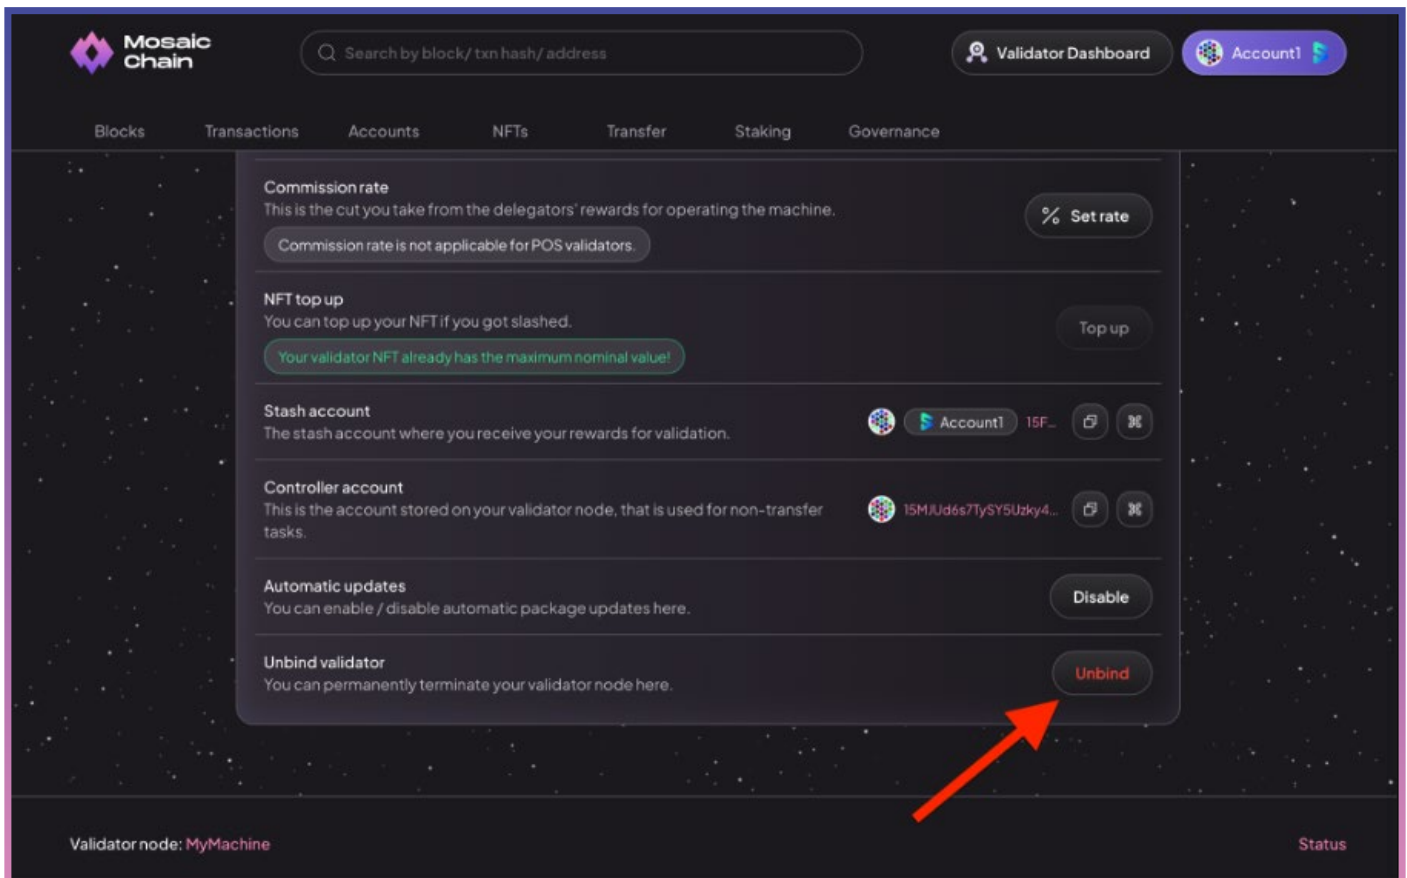 Mosaic
Chain
Search by block/ txn hash/ address
Validator Dashboard
Account1
Blocks
Transactions
Accounts
NFTs
Transfer
Staking
Governance
Commission rate
This is the cut you take from the delegators' rewards for operating the machine.
Commission rate is not applicable for POS validators.
% Set rate
NFT top up
You can top up your NFT if you got slashed.
Your validator NFT already has the maximum nominal value!
Top up
Stash account
The stash account where you receive your rewards for validation.
Account1
15F...
Controller account
This is the account stored on your validator node, that is used for non-transfer
tasks.
15MJUd6s7TySY5Uzky4...
Automatic updates
You can enable / disable automatic package updates here.
Disable
Unbind validator
You can permanently terminate your validator node here.
Unbind
Validator node: MyMachine
Status